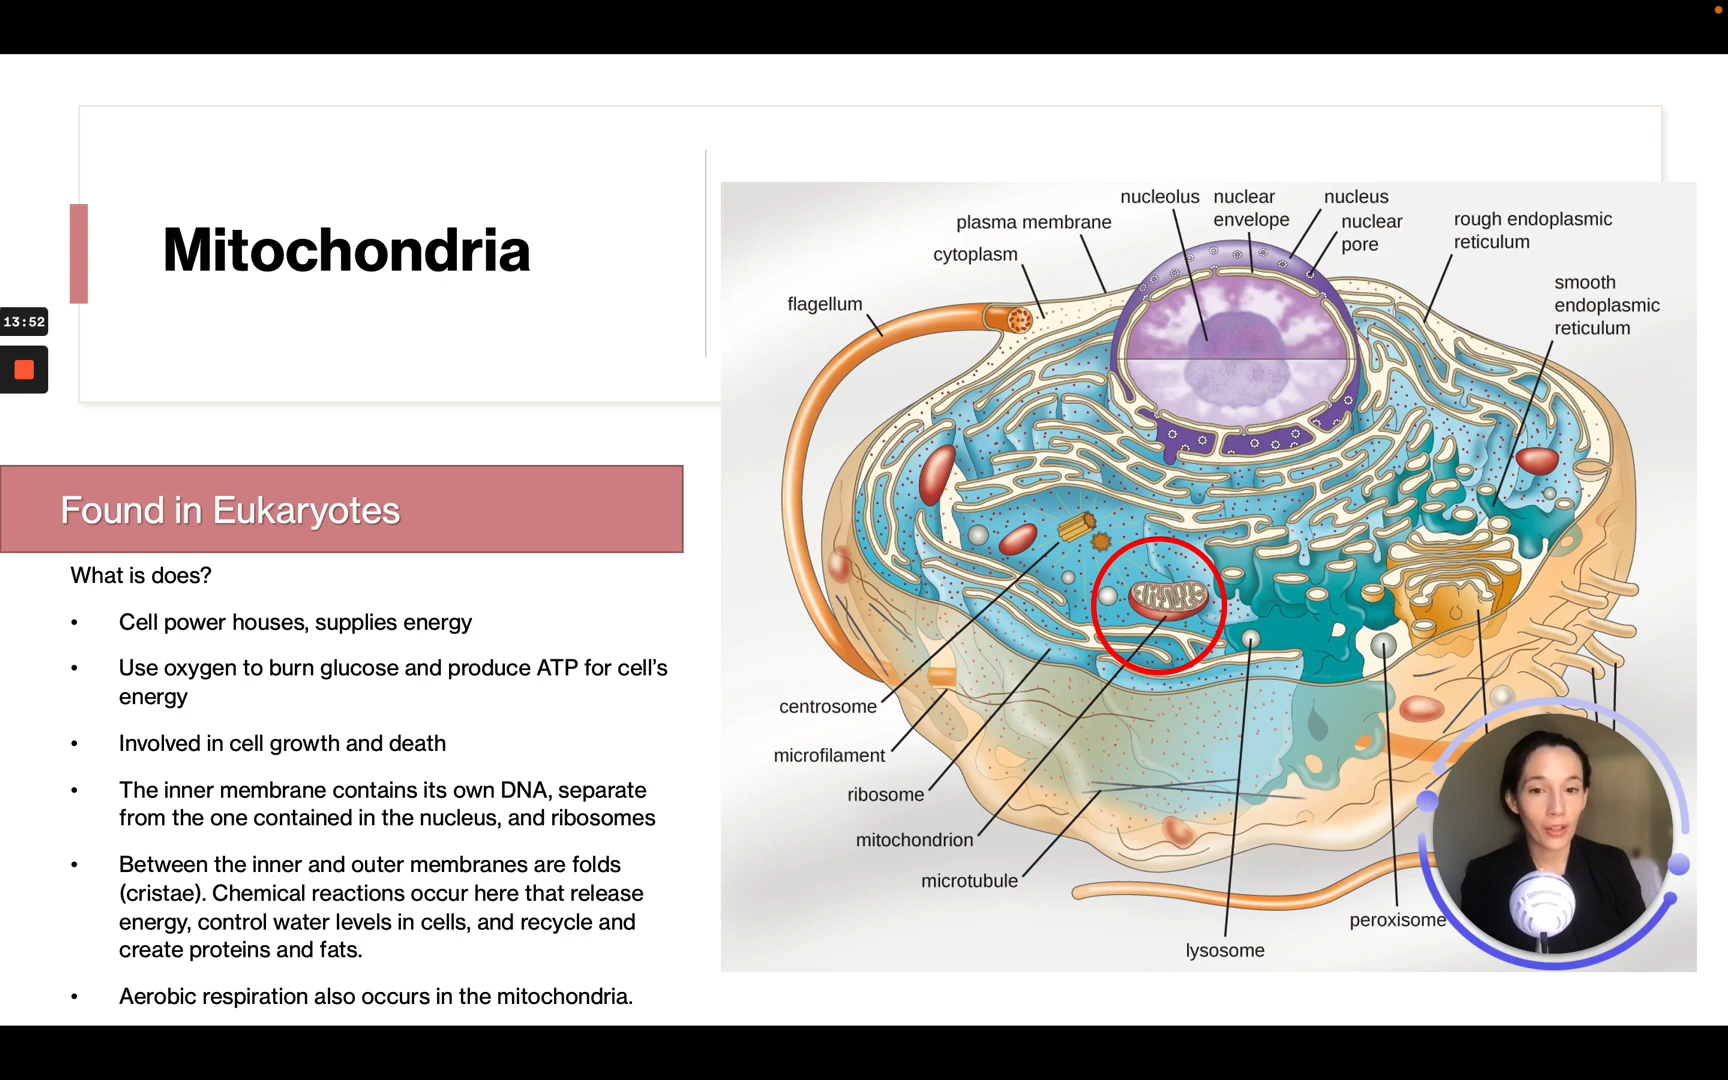 Mitochondria
13:52
Found in Eukaryotes
What is does?
• Cell power houses, supplies energy
• Use oxygen to burn glucose and produce ATP for cell’s
energy
• Involved in cell growth and death
• The inner membrane contains its own DNA, separate
from the one contained in the nucleus, and ribosomes
• Between the inner and outer membranes are folds
(cristae). Chemical reactions occur here that release
energy, control water levels in cells, and recycle and
create proteins and fats.
• Aerobic respiration also occurs in the mitochondria.
nucleolus
nuclear
envelope
nucleus
nuclear
pore
plasma membrane
cytoplasm
flagellum
rough endoplasmic
reticulum
smooth
endoplasmic
reticulum
centrosome
microfilament
ribosome
mitochondrion
microtubule
lysosome
peroxisome